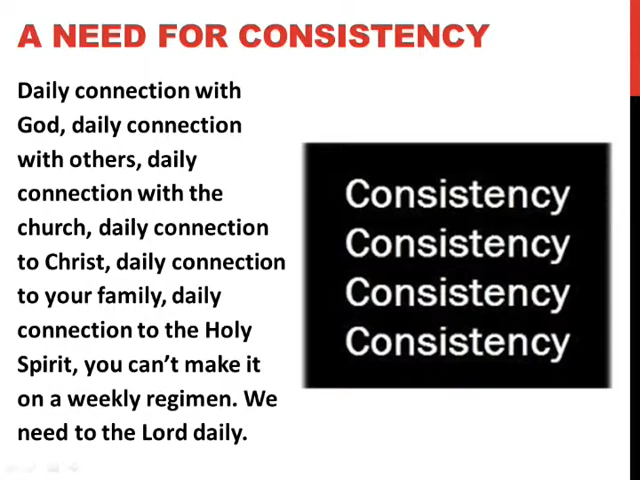 A NEED FOR CONSISTENCY
Daily connection with
God, daily connection
with others, daily
connection with the
church, daily connection
to Christ, daily connection
to your family, daily
connection to the Holy
Spirit, you can’t make it
on a weekly regimen. We
need to the Lord daily.
Consistency
Consistency
Consistency
Consistency